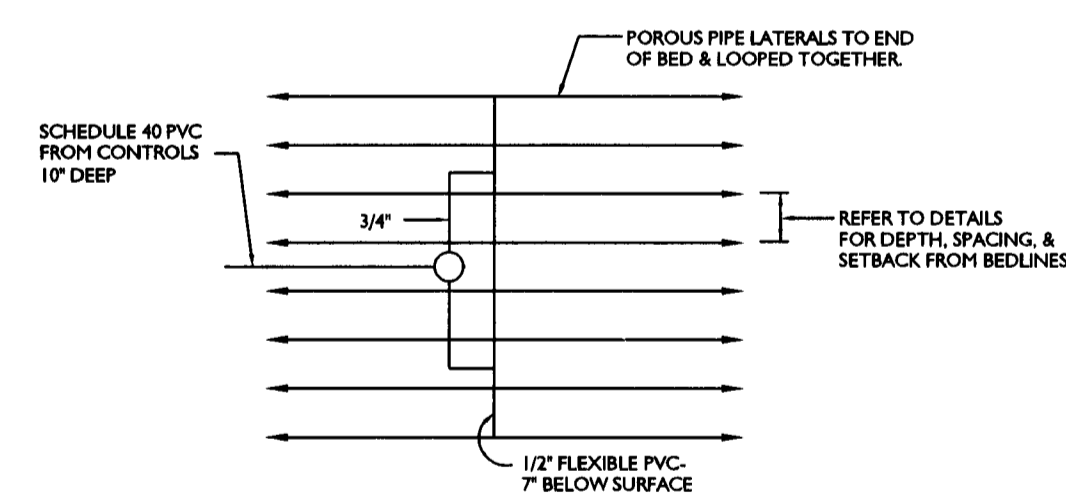 POROUS PIPE LATERALS TO END
OF BED & LOOPED TOGETHER.
SCHEDULE 40 PVC
FROM CONTROLS
10" DEEP
3/4"
REFER TO DETAILS
FOR DEPTH, SPACING, &
SETBACK FROM BEDLINES
1/2" FLEXIBLE PVC-
7" BELOW SURFACE